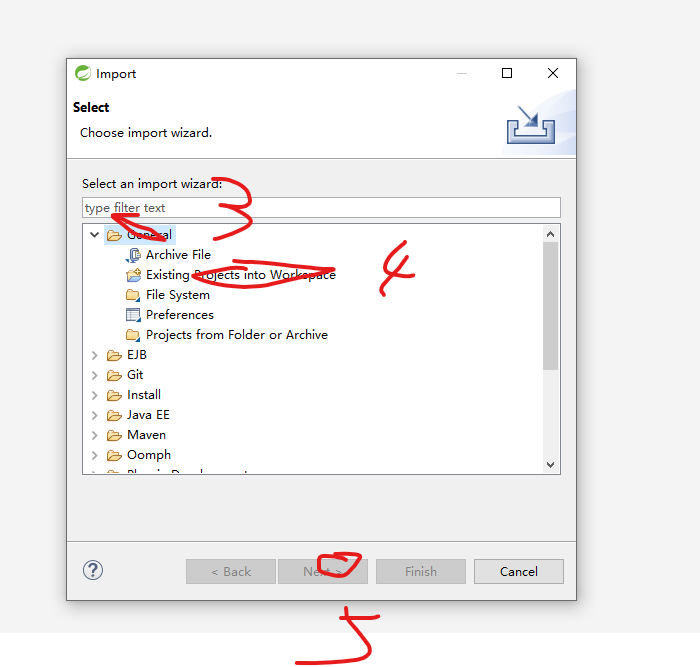 Import
Select
Choose import wizard.
Select an import wizard:
3
type filter text
General
Archive File
4
Existing Projects into Workspace
File System
Preferences
Projects from Folder or Archive
EJB
Git
Install
Java EE
Maven
Oomph
?
< Back Next > Finish Cancel
5